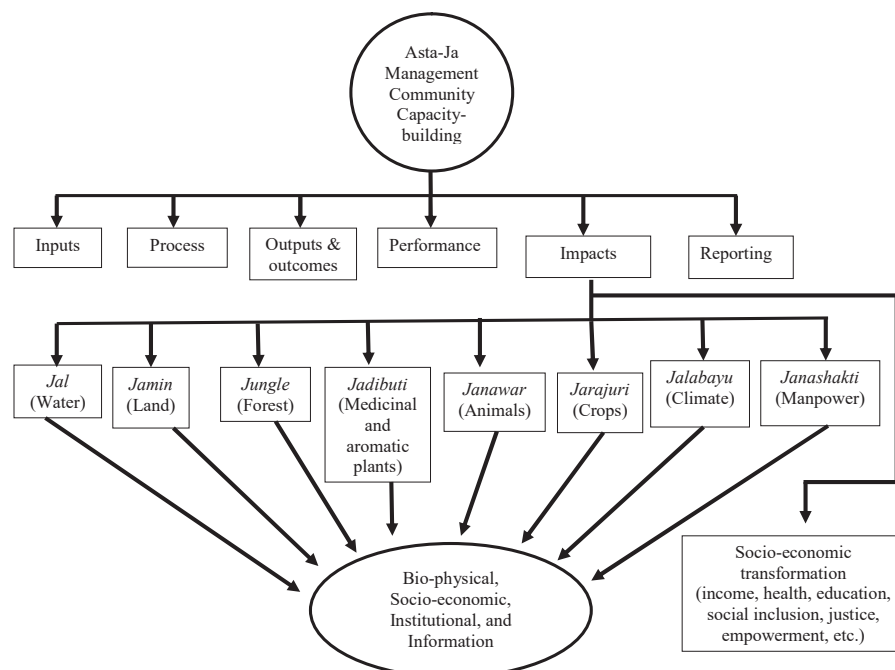 Asta-Ja
Management
Community
Capacity-
building
Inputs
Process
Outputs &
outcomes
Performance
Impacts
Reporting
Jal
(Water)
Jamin
(Land)
Jungle
(Forest)
Jadibuti
(Medicinal
and
aromatic
plants)
Janawar
(Animals)
Jarajuri
(Crops)
Jalabayu
(Climate)
Janashakti
(Manpower)
Bio-physical,
Socio-economic,
Institutional, and
Information
Socio-economic
transformation
(income, health, education,
social inclusion, justice,
empowerment, etc.)